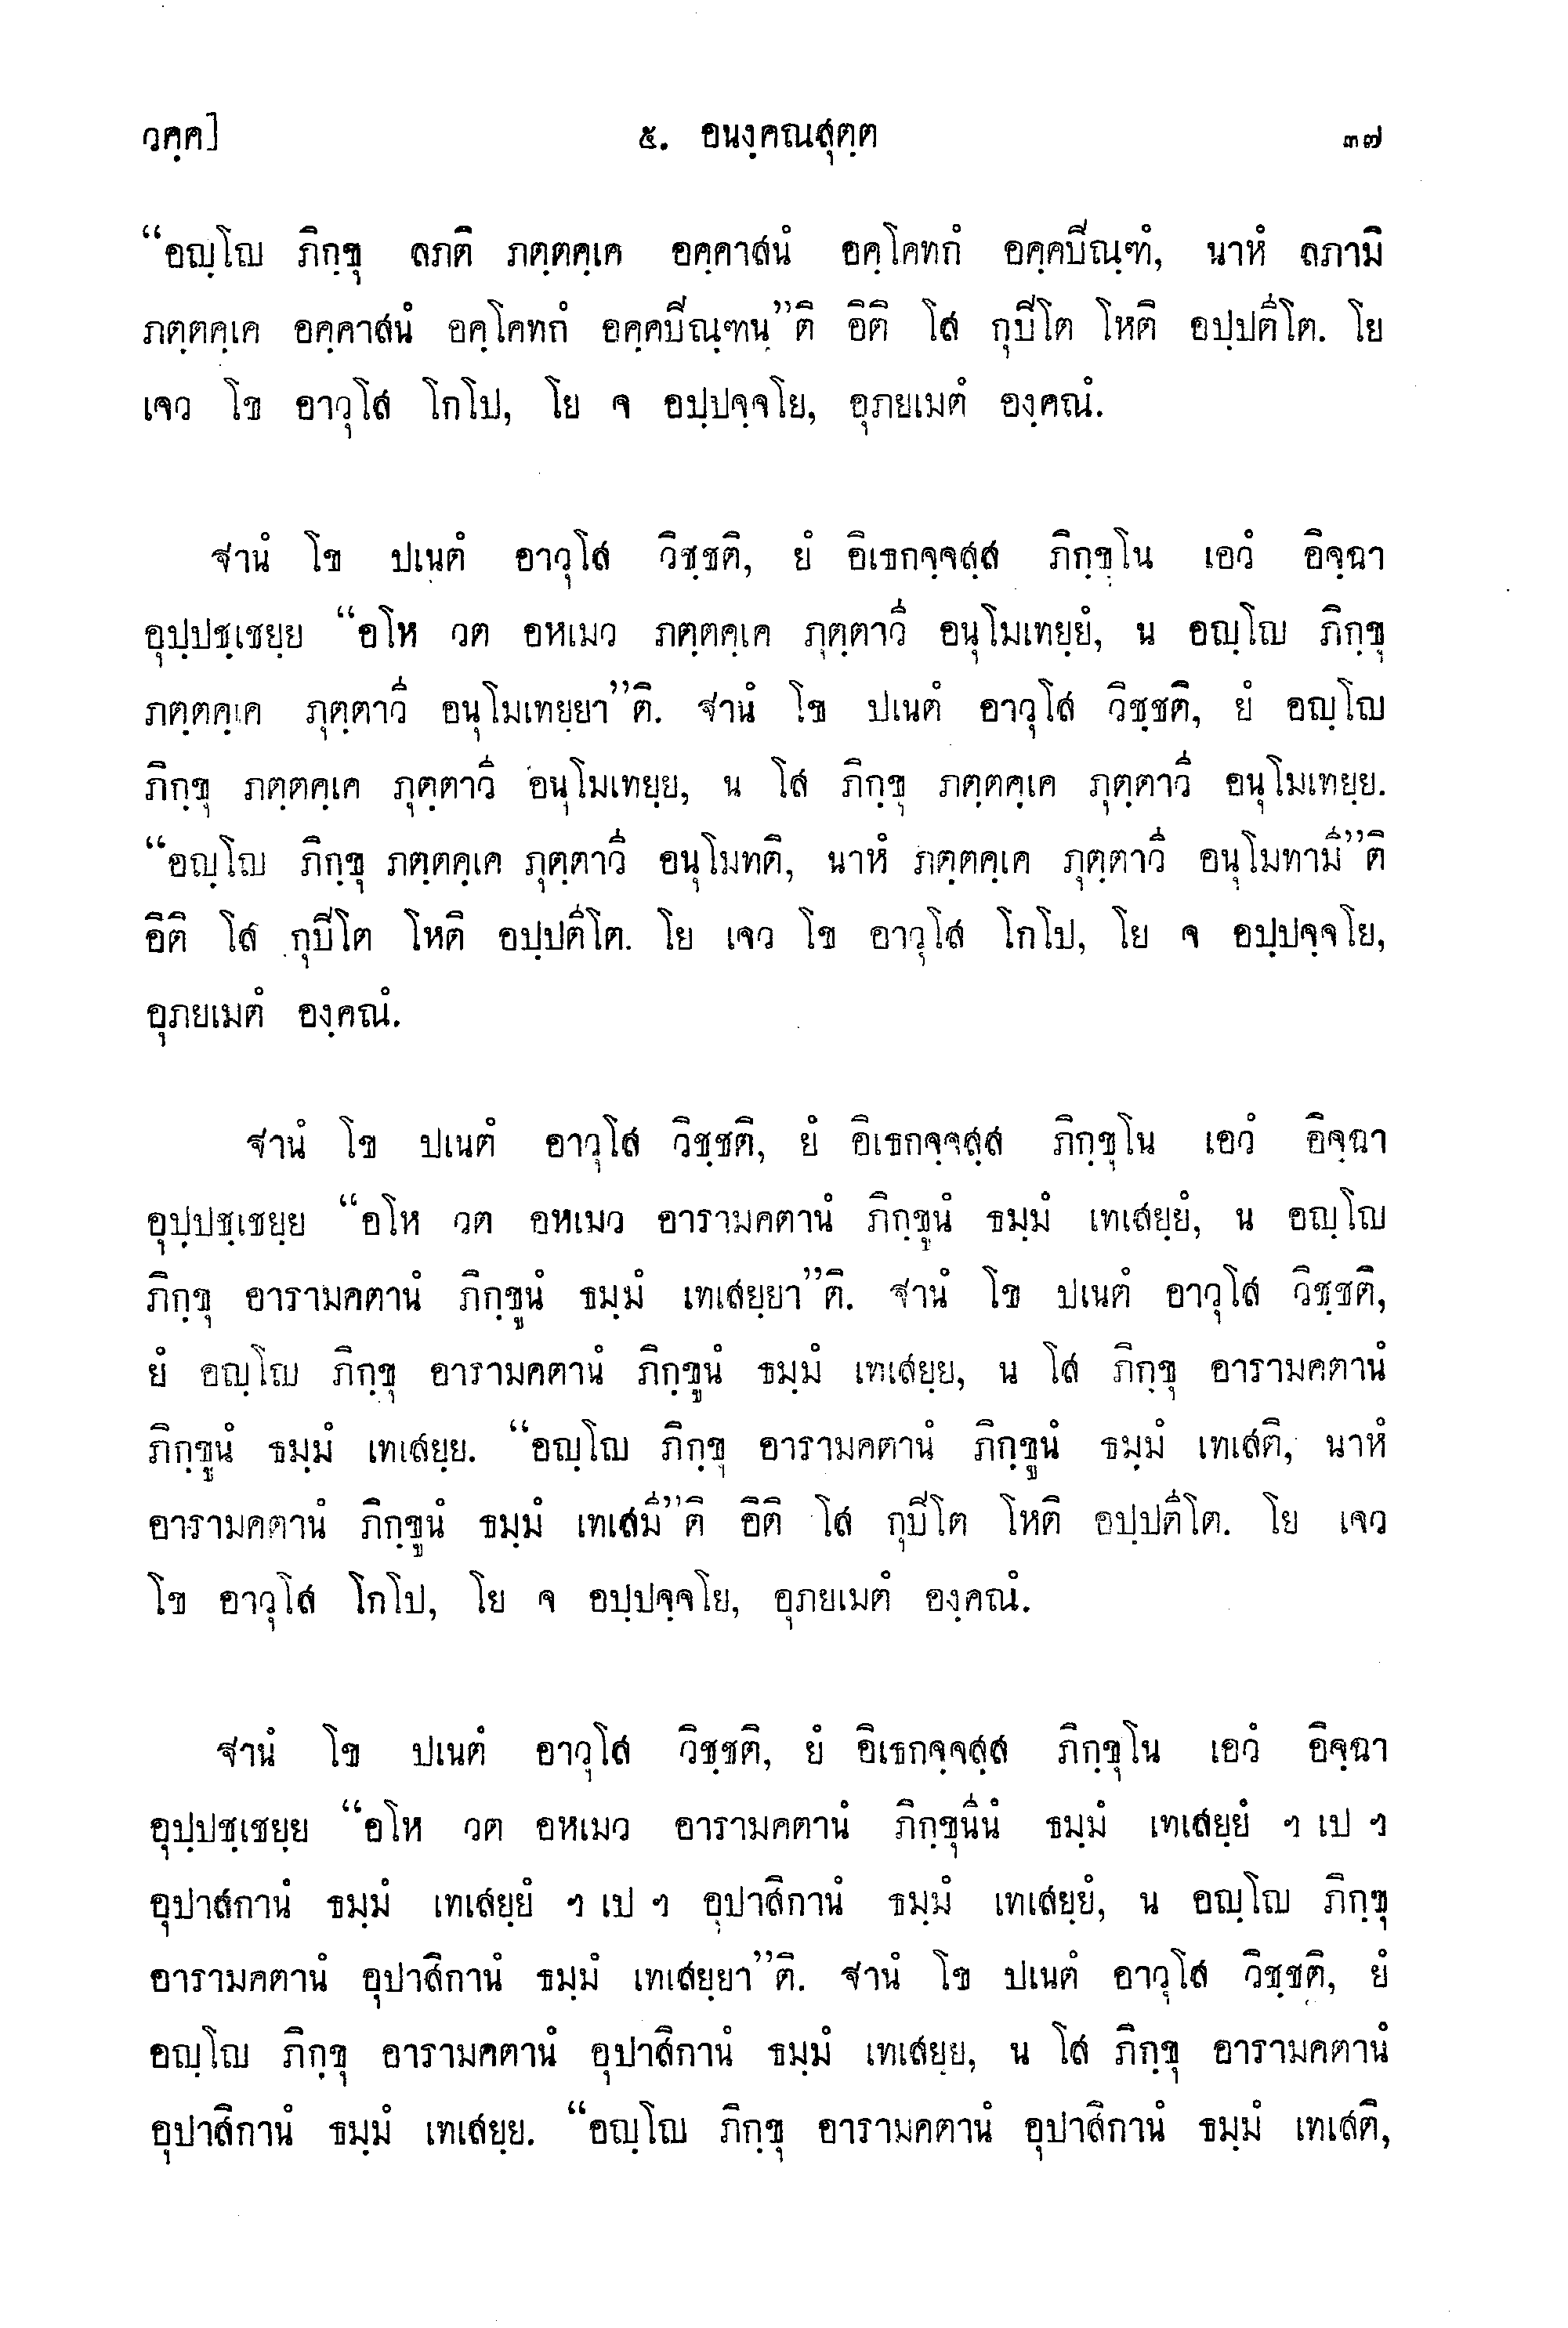 วคฺค]
๕. อนงฺคณสุตฺต
๓๗
“อญฺโญ ภิกฺขุ ลภติ ภตฺตคฺเค อคฺคาสนํ อคฺโคทกํ อคฺคปิณฺฑํ, นาหํ ลภามิ
ภตฺตคฺเค อคฺคาสนํ อคฺโคทกํ อคฺคปิณฺฑนฺ”ติ อิติ โส กุปิโต โหติ อปฺปตีโต. โย
เจว โข อาวุโส โกโป, โย จ อปฺปจฺจโย, อุภยเมตํ องฺคณํ.
ฐานํ โข ปเนตํ อาวุโส วิชฺชติ, ยํ อิเธกจฺจสฺส ภิกฺขุโน เอวํ อิจฺฉา
อุปฺปชฺเชยฺย “อโห วต อหเมว ภตฺตคฺเค ภุตฺตาวี อนุโมเทยฺยํ, น อญฺโญ ภิกฺขุ
ภตฺตคฺเค ภุตฺตาวี อนุโมเทยฺยา”ติ. ฐานํ โข ปเนตํ อาวุโส วิชฺชติ, ยํ อญฺโญ
ภิกฺขุ ภตฺตคฺเค ภุตฺตาวี อนุโมเทยฺย, น โส ภิกฺขุ ภตฺตคฺเค ภุตฺตาวี อนุโมเทยฺย.
“อญฺโญ ภิกฺขุ ภตฺตคฺเค ภุตฺตาวี อนุโมทติ, นาหํ ภตฺตคฺเค ภุตฺตาวี อนุโมทามี”ติ
อิติ โส กุปิโต โหติ อปฺปตีโต. โย เจว โข อาวุโส โกโป, โย จ อปฺปจฺจโย,
อุภยเมตํ องฺคณํ.
ฐานํ โข ปเนตํ อาวุโส วิชฺชติ, ยํ อิเธกจฺจสฺส ภิกฺขุโน เอวํ อิจฺฉา
อุปฺปชฺเชยฺย “อโห วต อหเมว อารามคตานํ ภิกฺขูนํ ธมฺมํ เทเสยฺยํ, น อญฺโญ
ภิกฺขุ อารามคตานํ ภิกฺขูนํ ธมฺมํ เทเสยฺยา”ติ. ฐานํ โข ปเนตํ อาวุโส วิชฺชติ,
ยํ อญฺโญ ภิกฺขุ อารามคตานํ ภิกฺขูนํ ธมฺมํ เทเสยฺย, น โส ภิกฺขุ อารามคตานํ
ภิกฺขูนํ ธมฺมํ เทเสยฺย. “อญฺโญ ภิกฺขุ อารามคตานํ ภิกฺขูนํ ธมฺมํ เทเสติ, นาหํ
อารามคตานํ ภิกฺขูนํ ธมฺมํ เทเสมี”ติ อิติ โส กุปิโต โหติ อปฺปตีโต. โย เจว
โข อาวุโส โกโป, โย จ อปฺปจฺจโย, อุภยเมตํ องฺคณํ.
ฐานํ โข ปเนตํ อาวุโส วิชฺชติ, ยํ อิเธกจฺจสฺส ภิกฺขุโน เอวํ อิจฺฉา
อุปฺปชฺเชยฺย “อโห วต อหเมว อารามคตานํ ภิกฺขุนีนํ ธมฺมํ เทเสยฺยํ ฯ เป ฯ
อุปาสกานํ ธมฺมํ เทเสยฺยํ ฯ เป ฯ อุปาสิกานํ ธมฺมํ เทเสยฺยํ, น อญฺโญ ภิกฺขุ
อารามคตานํ อุปาสิกานํ ธมฺมํ เทเสยฺยา”ติ. ฐานํ โข ปเนตํ อาวุโส วิชฺชติ, ยํ
อญฺโญ ภิกฺขุ อารามคตานํ อุปาสิกานํ ธมฺมํ เทเสยฺย, น โส ภิกฺขุ อารามคตานํ
อุปาสิกานํ ธมฺมํ เทเสยฺย. “อญฺโญ ภิกฺขุ อารามคตานํ อุปาสิกานํ ธมฺมํ เทเสติ,